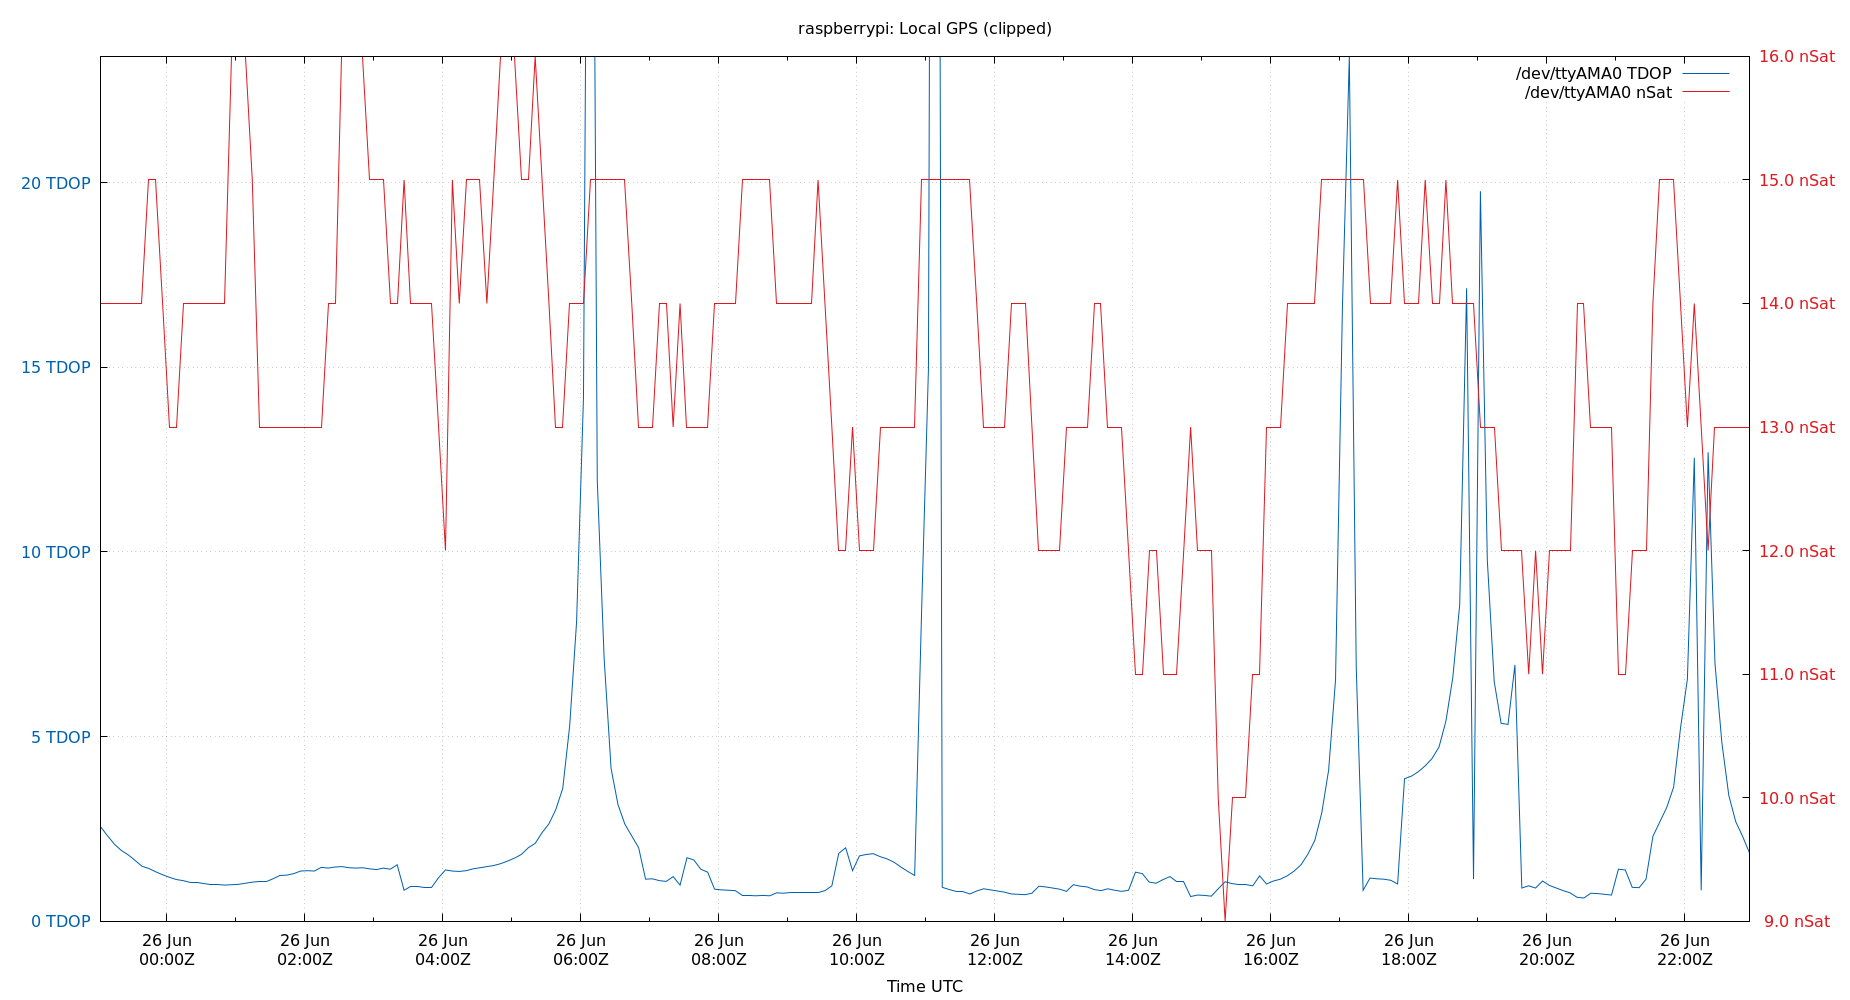 raspberrypi: Local GPS (clipped)
/dev/ttyAMA0 TDOP
/dev/ttyAMA0 nSat
20 TDOP
15 TDOP
10 TDOP
5 TDOP
0 TDOP
16.0 nSat
15.0 nSat
14.0 nSat
13.0 nSat
12.0 nSat
11.0 nSat
10.0 nSat
9.0 nSat
26 Jun 26 Jun 26 Jun 26 Jun 26 Jun 26 Jun 26 Jun 26 Jun 26 Jun 26 Jun 26 Jun 26 Jun
00:00Z 02:00Z 04:00Z 06:00Z 08:00Z 10:00Z 12:00Z 14:00Z 16:00Z 18:00Z 20:00Z 22:00Z
Time UTC